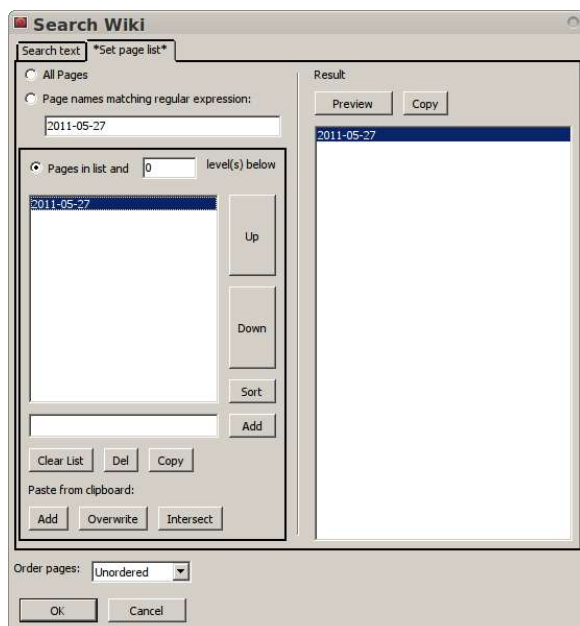 Search Wiki
Search text
*Set page list*
All Pages
Page names matching regular expression:
2011-05-27
Pages in list and 0 level(s) below
2011-05-27
Up
Down
Sort
Add
Clear List Del Copy
Paste from clipboard:
Add Overwrite Intersect
Result
Preview Copy
2011-05-27
Order pages: Unordered
OK Cancel